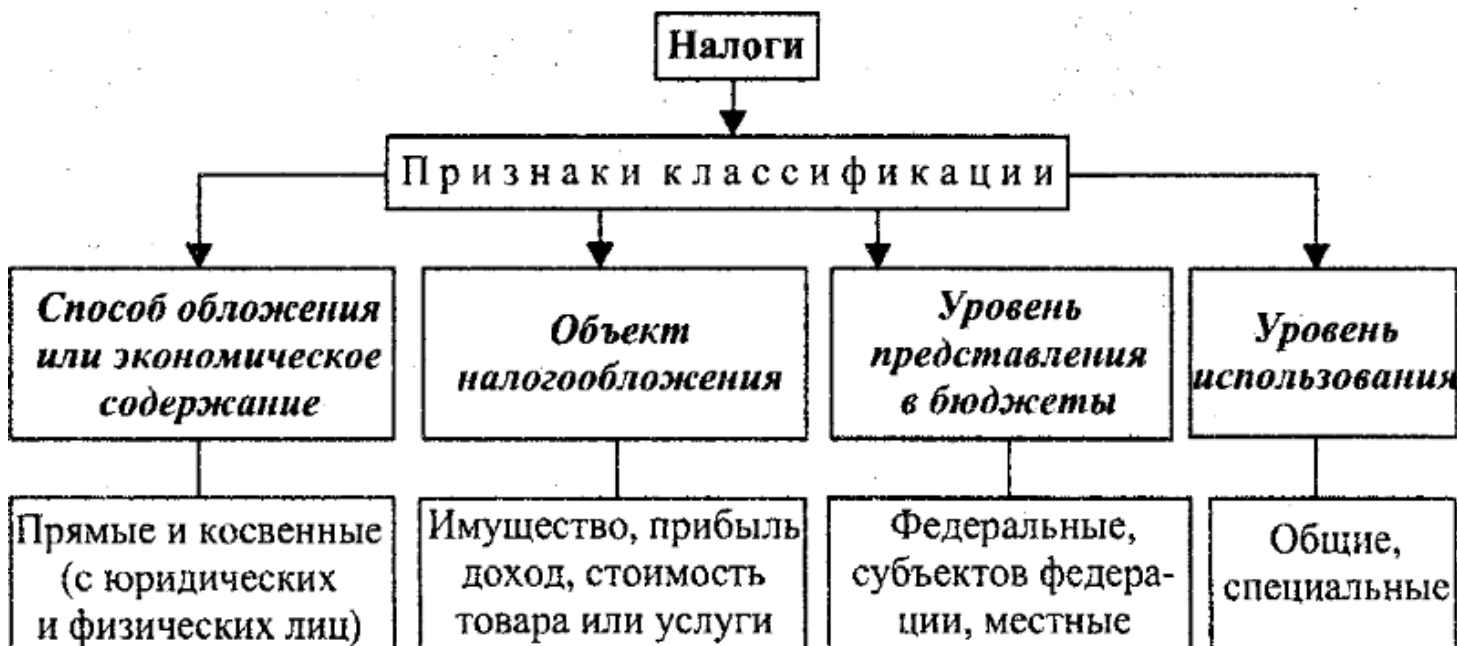 Налоги
Признаки классификации
Способ обложения
или экономическое
содержание
Объект
налогообложения
Уровень
представления
в бюджеты
Уровень
использования
Прямые и косвенные
(с юридических
и физических лиц)
Имущество, прибыль
доход, стоимость
товара или услуги
Федеральные,
субъектов федера-
ции, местные
Общие,
специальные